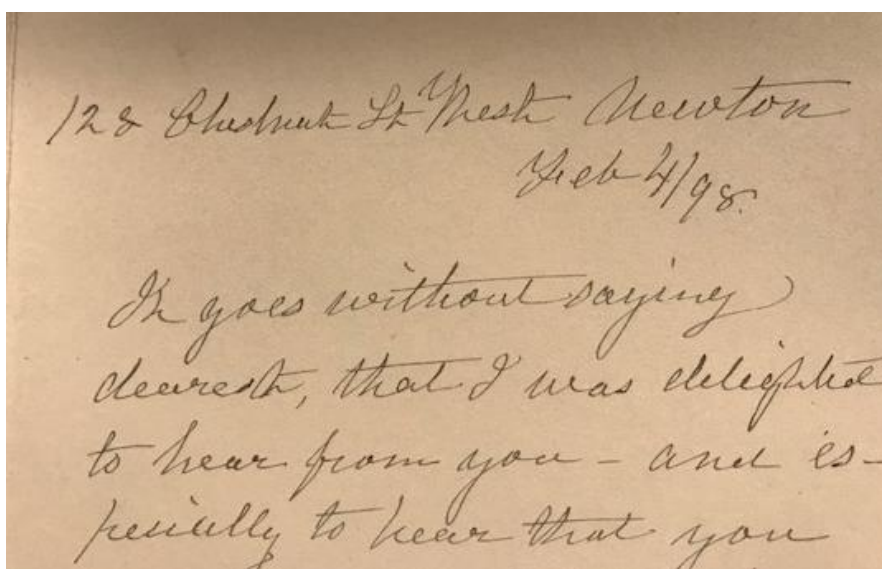 128 Chestnut St West Newton
Feb 4/98.
It goes without saying
dearest, that I was delighted
to hear from you - and es-
pecially to hear that you